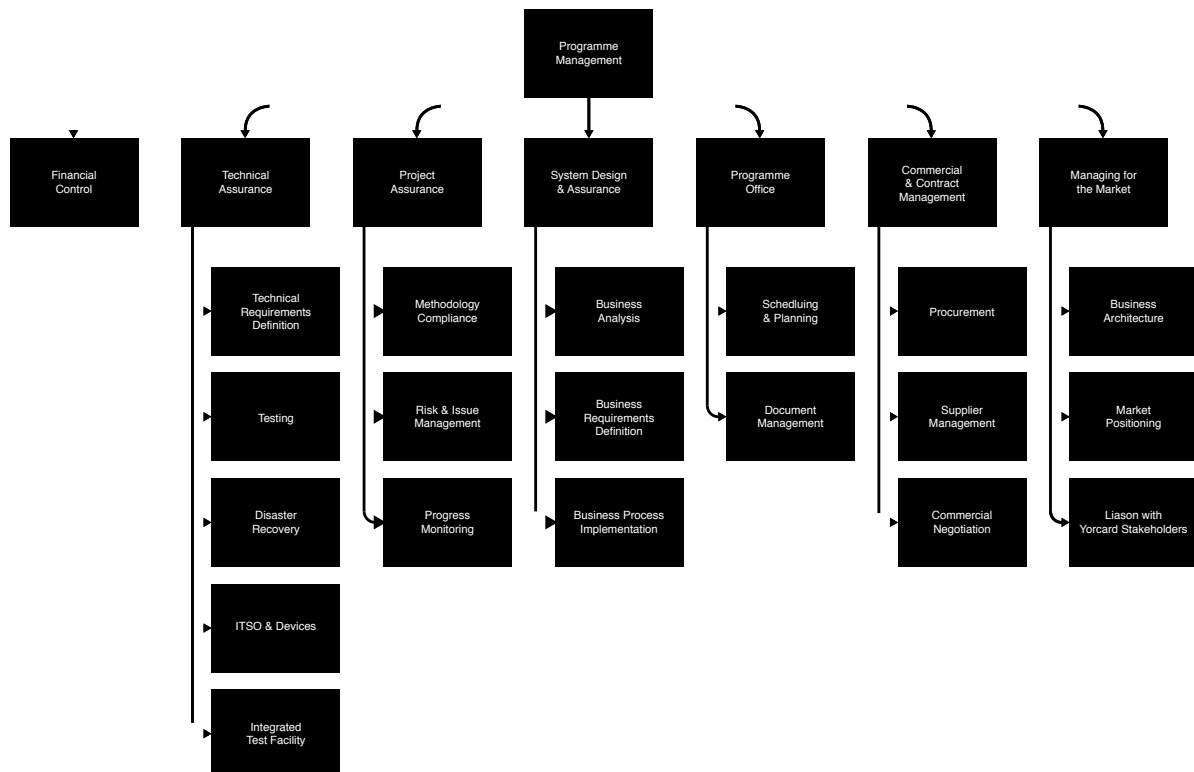 Programme
Management
Financial
Control
Technical
Assurance
Project
Assurance
System Design
& Assurance
Programme
Office
Commercial
& Contract
Management
Managing for
the Market
Technical
Requirements
Definition
Methodology
Compliance
Business
Analysis
Schedluing
& Planning
Procurement
Business
Architecture
Testing
Risk & Issue
Management
Business
Requirements
Definition
Document
Management
Supplier
Management
Market
Positioning
Disaster
Recovery
Progress
Monitoring
Business Process
Implementation
Commercial
Negotiation
Liason with
Yorcard Stakeholders
ITSO & Devices
Integrated
Test Facility